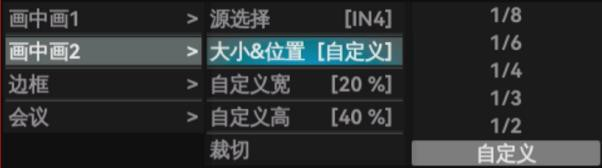 画中画1 >
画中画2 >
边框 >
会议 >
源选择 [IN4]
大小&位置 [自定义]
自定义宽 [20 %]
自定义高 [40 %]
裁切
1/8
1/6
1/4
1/3
1/2
自定义